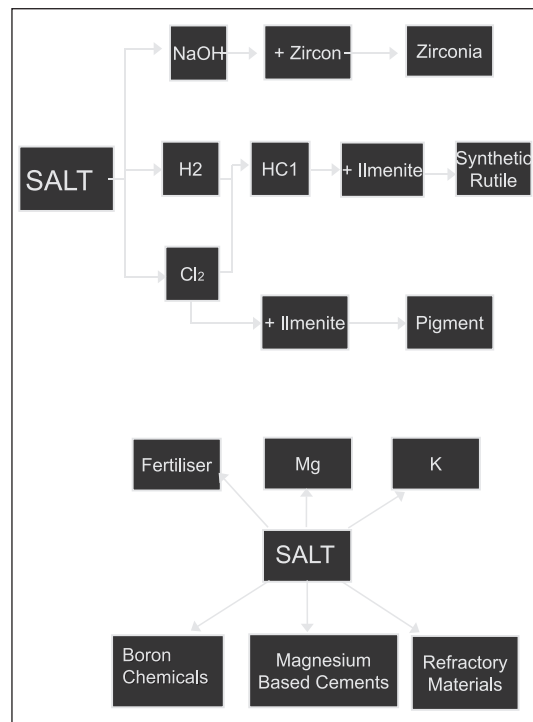 NaOH
+ Zircon
Zirconia
SALT
H2
HC1
+ Ilmenite
Synthetic
Rutile
Cl₂
+ Ilmenite
Pigment
Fertiliser
Mg
K
SALT
Boron
Chemicals
Magnesium
Based Cements
Refractory
Materials